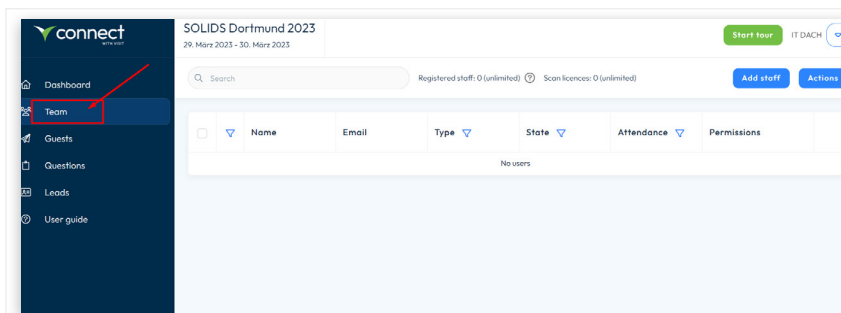 connect
WITH VISIT
SOLIDS Dortmund 2023
29. März 2023 - 30. März 2023
Start tour
IT DACH
Search
Registered staff: 0 (unlimited) ? Scan licences: 0 (unlimited)
Add staff
Actions
Dashboard
Team
Guests
Questions
Leads
User guide
Name Email Type State Attendance Permissions
No users